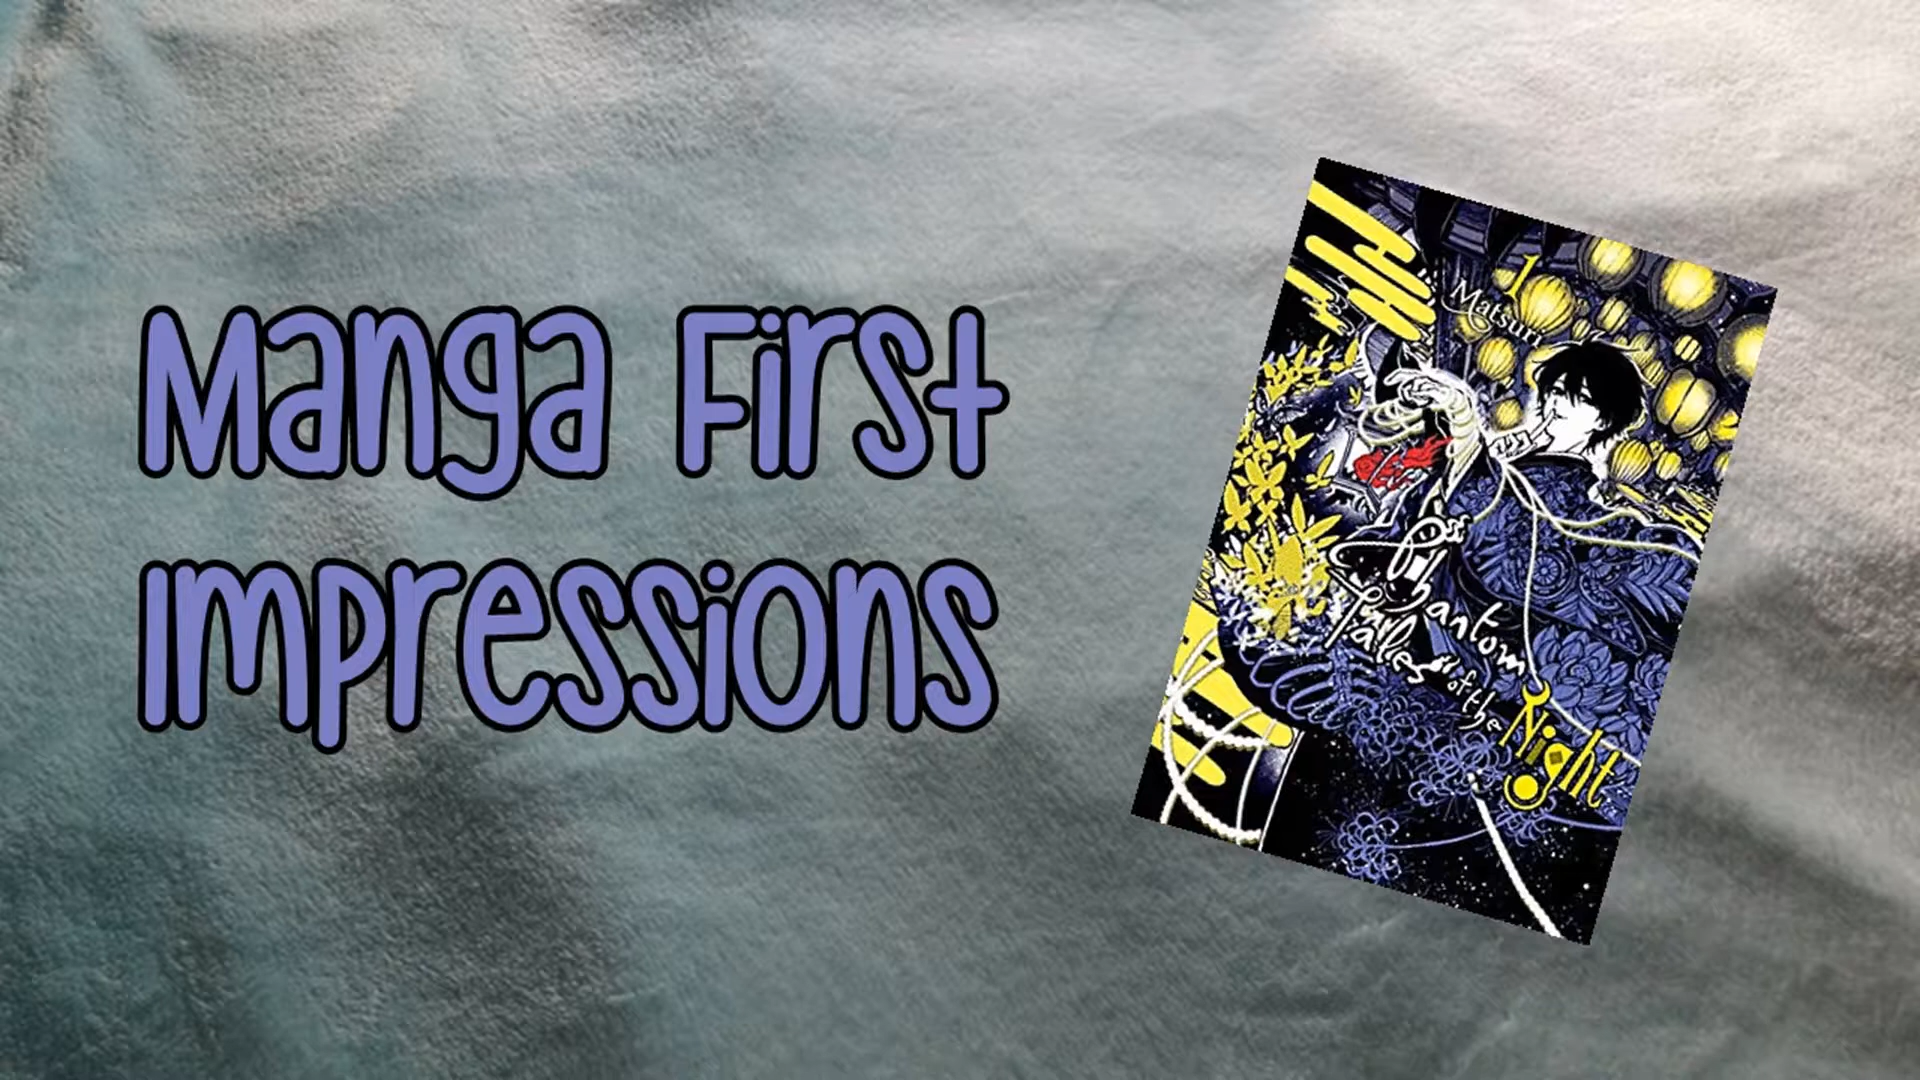 Manga First
Impressions
1
Matsuri
Phantom
Tales
of the
Night